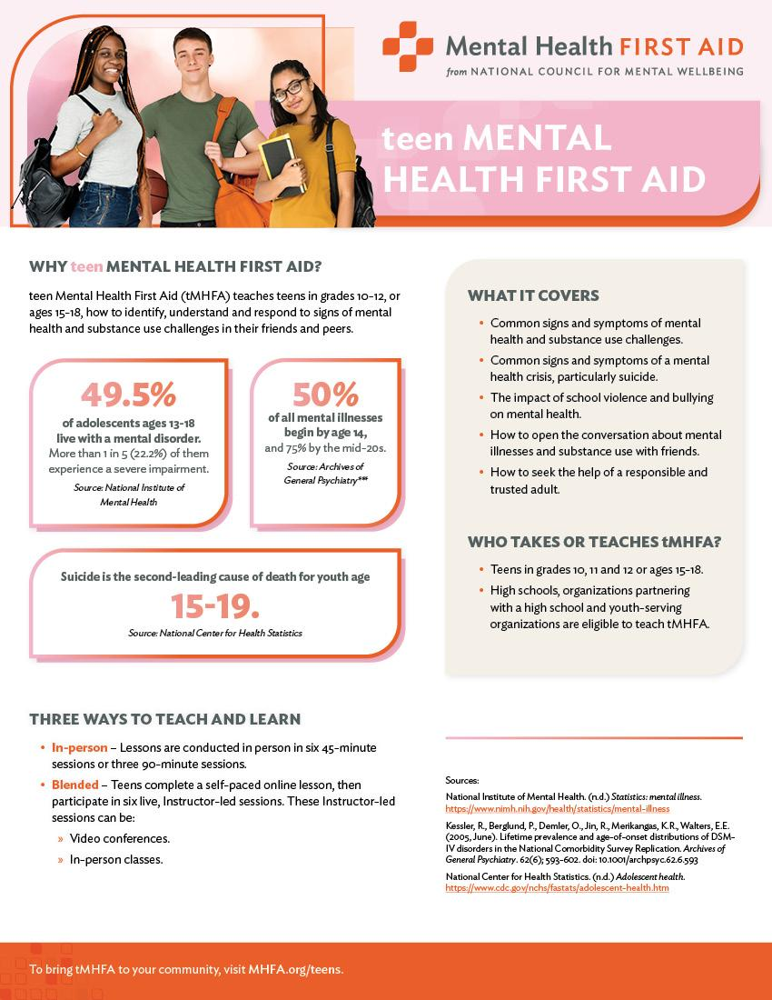 Mental Health FIRST AID
from NATIONAL COUNCIL FOR MENTAL WELLBEING
teen MENTAL
HEALTH FIRST AID
WHY teen MENTAL HEALTH FIRST AID?
teen Mental Health First Aid (tMHFA) teaches teens in grades 10-12, or
ages 15-18, how to identify, understand and respond to signs of mental
health and substance use challenges in their friends and peers.
49.5%
of adolescents ages 13-18
live with a mental disorder.
More than 1 in 5 (22.2%) of them
experience a severe impairment.
Source: National Institute of
Mental Health
50%
of all mental illnesses
begin by age 14,
and 75% by the mid-20s.
Source: Archives of
General Psychiatry***
Suicide is the second-leading cause of death for youth age
15-19.
Source: National Center for Health Statistics
THREE WAYS TO TEACH AND LEARN
• In-person – Lessons are conducted in person in six 45-minute
sessions or three 90-minute sessions.
• Blended – Teens complete a self-paced online lesson, then
participate in six live, Instructor-led sessions. These Instructor-led
sessions can be:
» Video conferences.
» In-person classes.
WHAT IT COVERS
• Common signs and symptoms of mental
health and substance use challenges.
• Common signs and symptoms of a mental
health crisis, particularly suicide.
• The impact of school violence and bullying
on mental health.
• How to open the conversation about mental
illnesses and substance use with friends.
• How to seek the help of a responsible and
trusted adult.
WHO TAKES OR TEACHES tMHFA?
• Teens in grades 10, 11 and 12 or ages 15-18.
• High schools, organizations partnering
with a high school and youth-serving
organizations are eligible to teach tMHFA.
Sources:
National Institute of Mental Health. (n.d.) Statistics: mental illness.
https://www.nimh.nih.gov/health/statistics/mental-illness
Kessler, R., Berglund, P., Demler, O., Jin, R., Merikangas, K.R., Walters, E.E.
(2005, June). Lifetime prevalence and age-of-onset distributions of DSM-
IV disorders in the National Comorbidity Survey Replication. Archives of
General Psychiatry. 62(6); 593-602. doi: 10.1001/archpsyc.62.6.593
National Center for Health Statistics. (n.d.) Adolescent health.
https://www.cdc.gov/nchs/fastats/adolescent-health.htm
To bring tMHFA to your community, visit MHFA.org/teens.